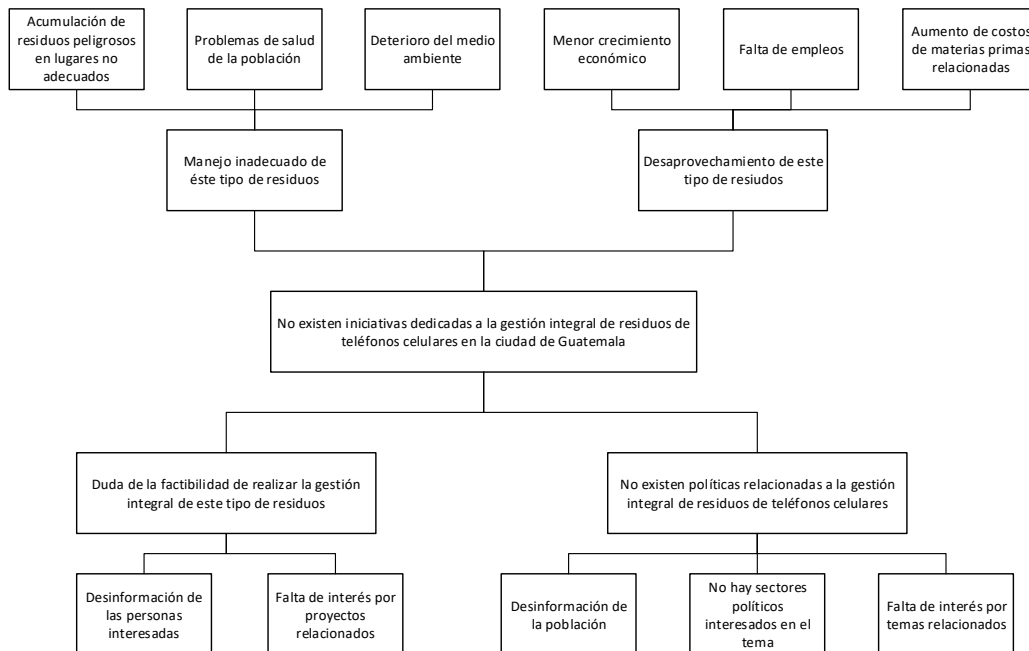 Acumulación de
residuos peligrosos
en lugares no
adecuados
Problemas de salud
de la población
Deterioro del medio
ambiente
Menor crecimiento
económico
Falta de empleos
Aumento de costos
de materias primas
relacionadas
Manejo inadecuado de
éste tipo de residuos
Desaprovechamiento de este
tipo de resiudos
No existen iniciativas dedicadas a la gestión integral de residuos de
teléfonos celulares en la ciudad de Guatemala
Duda de la factibilidad de realizar la gestión
integral de este tipo de residuos
No existen políticas relacionadas a la gestión
integral de residuos de teléfonos celulares
Desinformación de
las personas
interesadas
Falta de interés por
proyectos
relacionados
Desinformación de
la población
No hay sectores
políticos
interesados en el
tema
Falta de interés por
temas relacionados